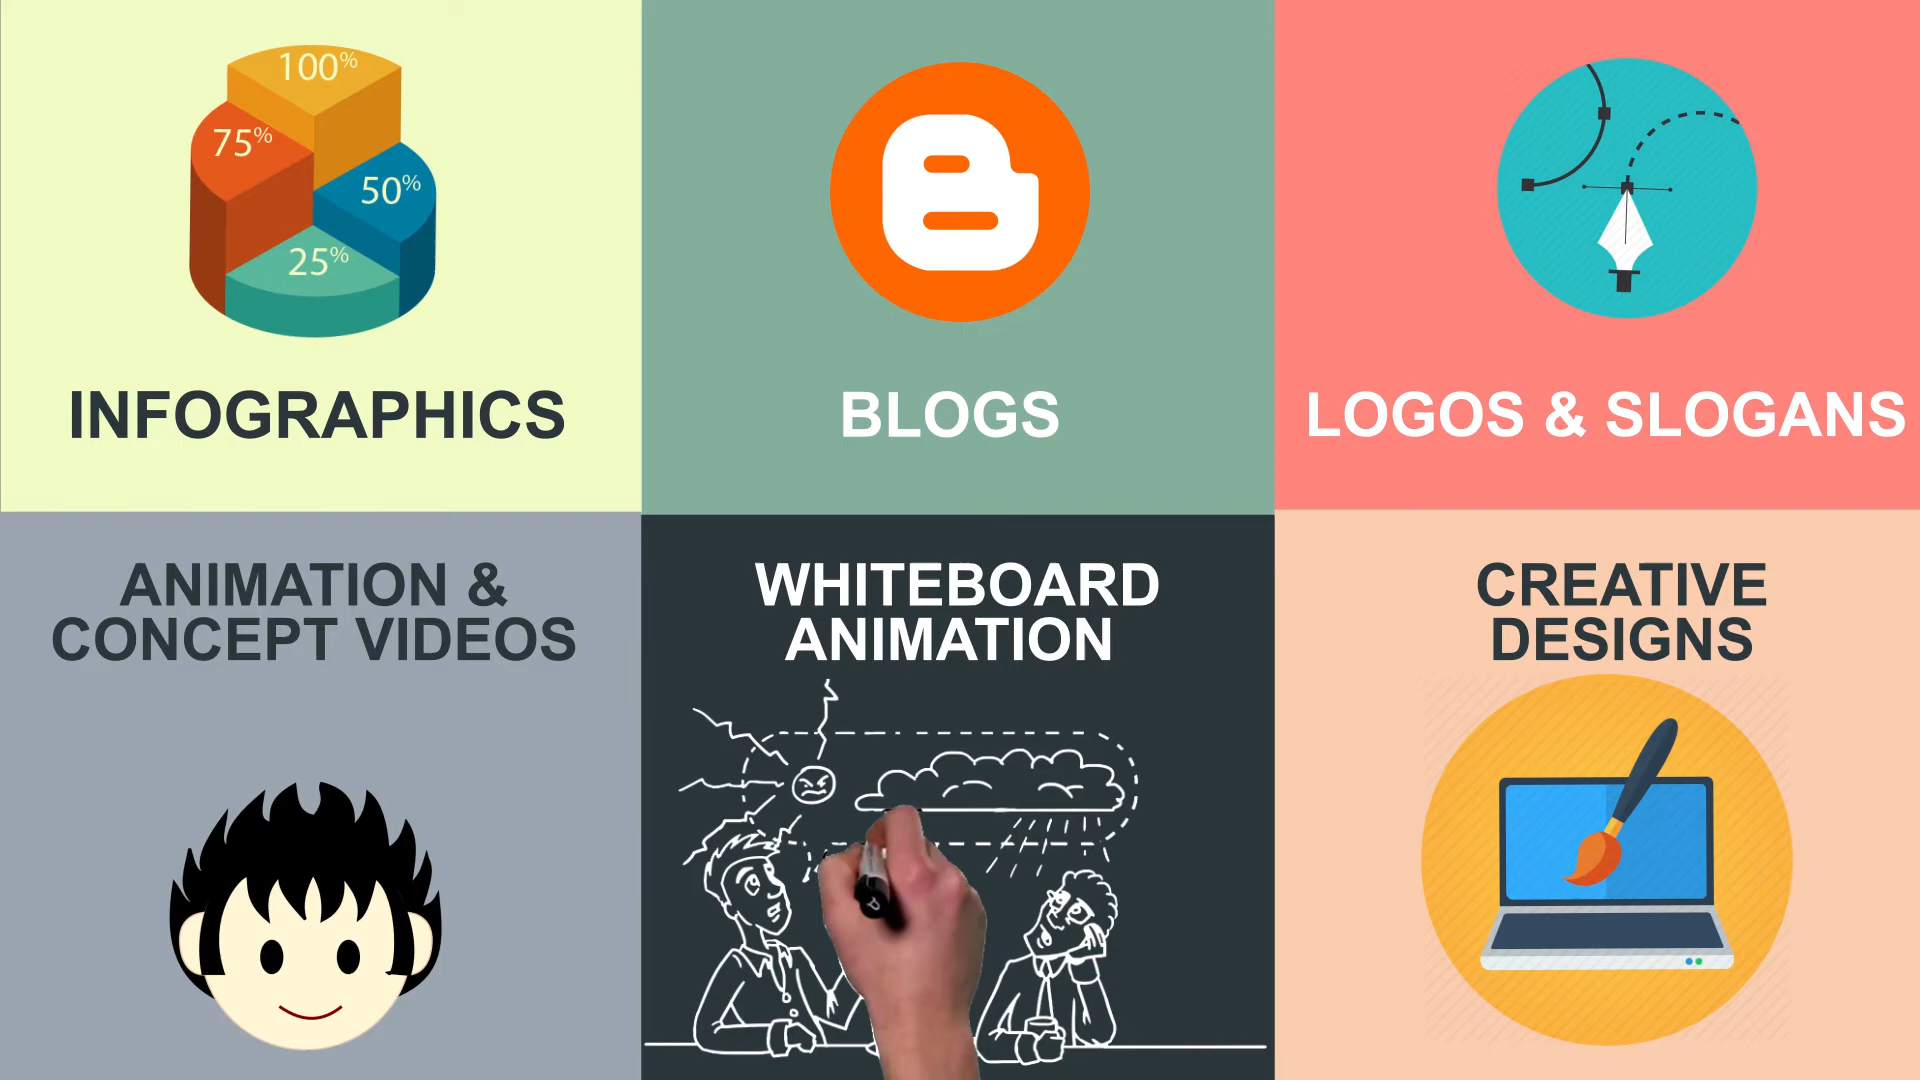 100%
75%
50%
25%
INFOGRAPHICS
BLOGS
LOGOS & SLOGANS
ANIMATION &
CONCEPT VIDEOS
WHITEBOARD
ANIMATION
CREATIVE
DESIGNS